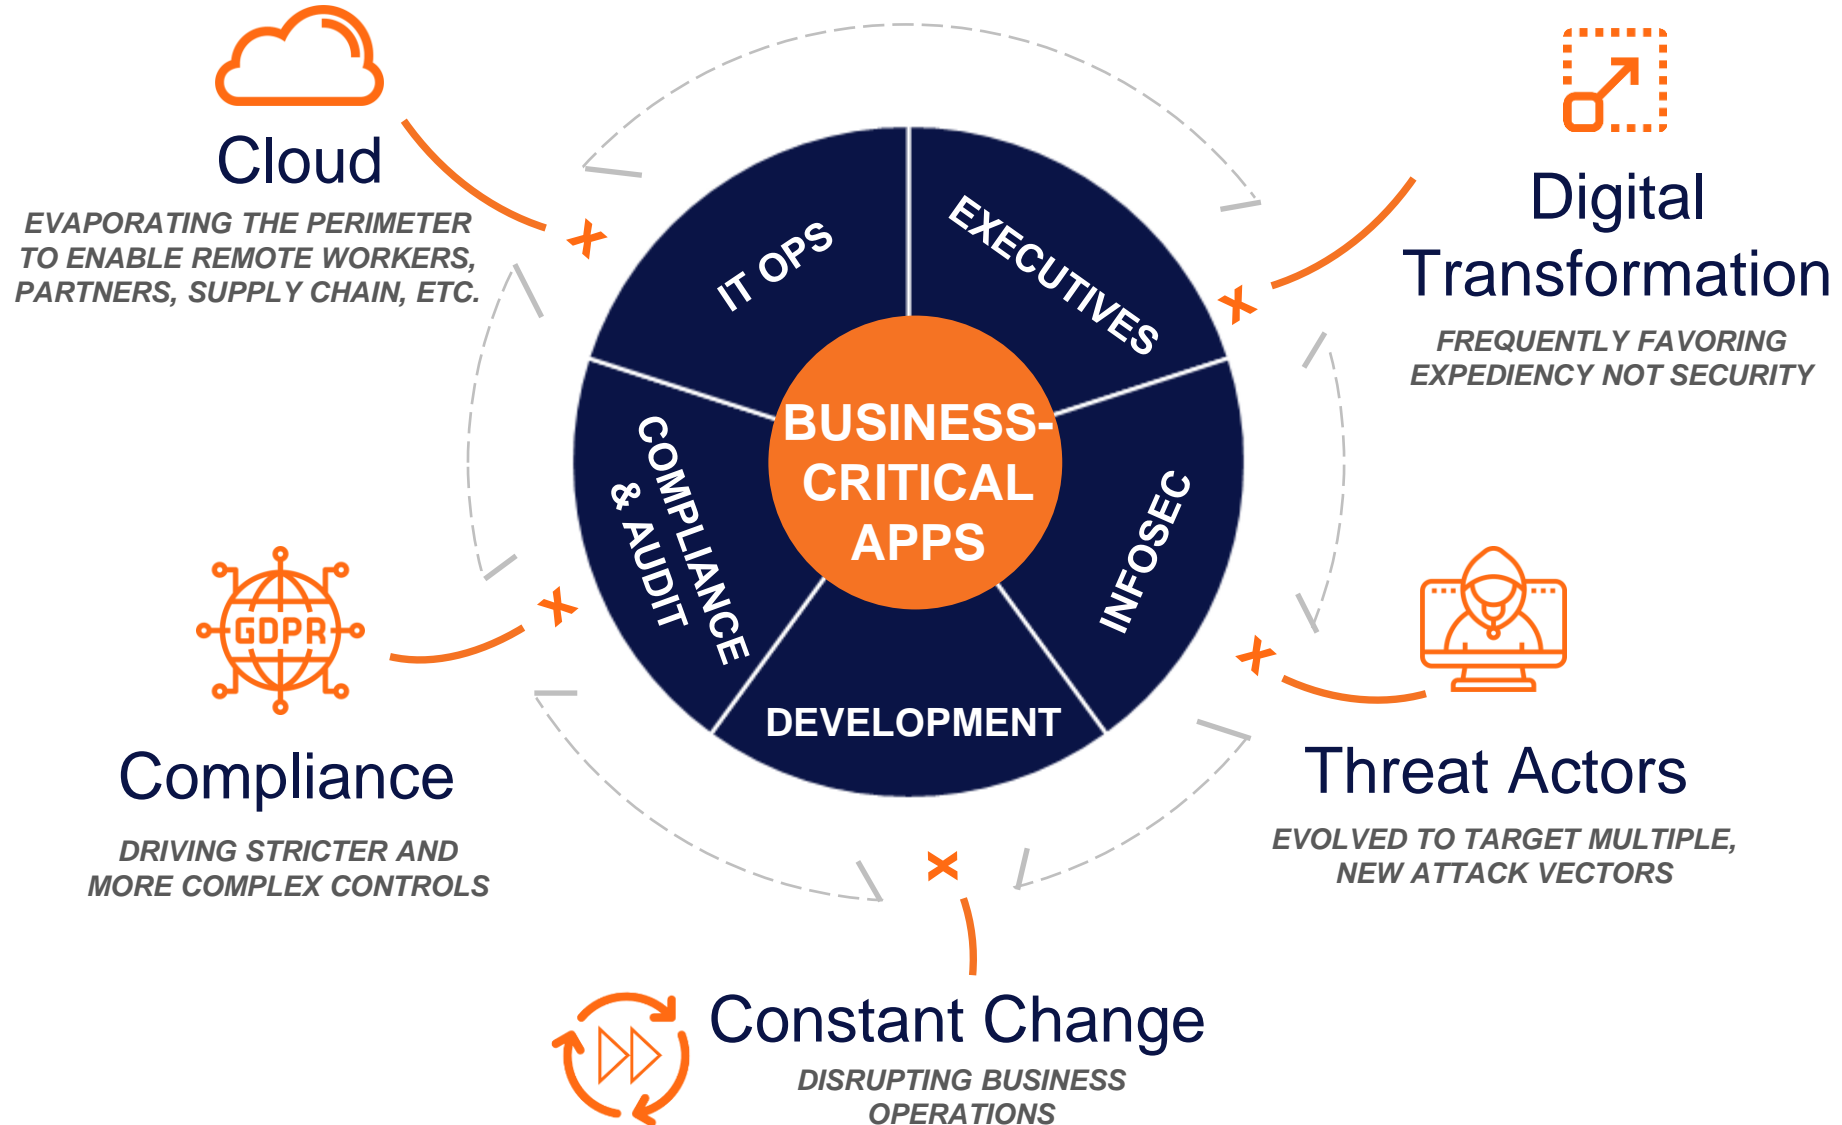 Cloud
EVAPORATING THE PERIMETER
TO ENABLE REMOTE WORKERS,
PARTNERS, SUPPLY CHAIN, ETC.
Digital
Transformation
FREQUENTLY FAVORING
EXPEDIENCY NOT SECURITY
IT OPS
EXECUTIVES
BUSINESS-
CRITICAL
APPS
COMPLIANCE
& AUDIT
INFOSEC
DEVELOPMENT
GDPR
Compliance
DRIVING STRICTER AND
MORE COMPLEX CONTROLS
Threat Actors
EVOLVED TO TARGET MULTIPLE,
NEW ATTACK VECTORS
Constant Change
DISRUPTING BUSINESS
OPERATIONS